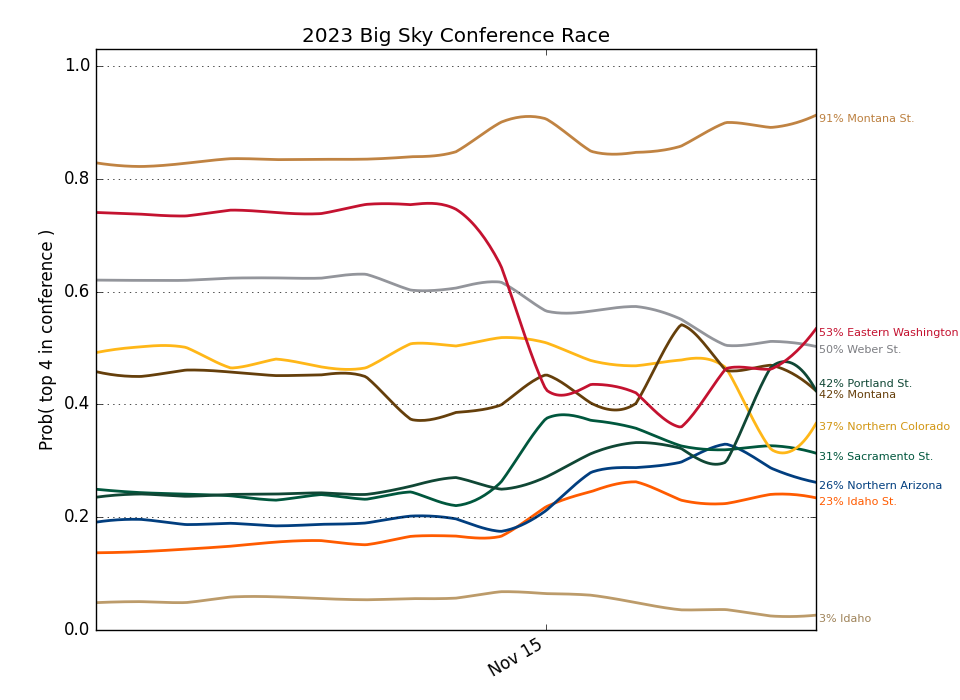 2023 Big Sky Conference Race
Prob( top 4 in conference )
1.0
0.8
0.6
0.4
0.2
0.0
Nov 15
91% Montana St.
53% Eastern Washington
50% Weber St.
42% Portland St.
42% Montana
37% Northern Colorado
31% Sacramento St.
26% Northern Arizona
23% Idaho St.
3% Idaho